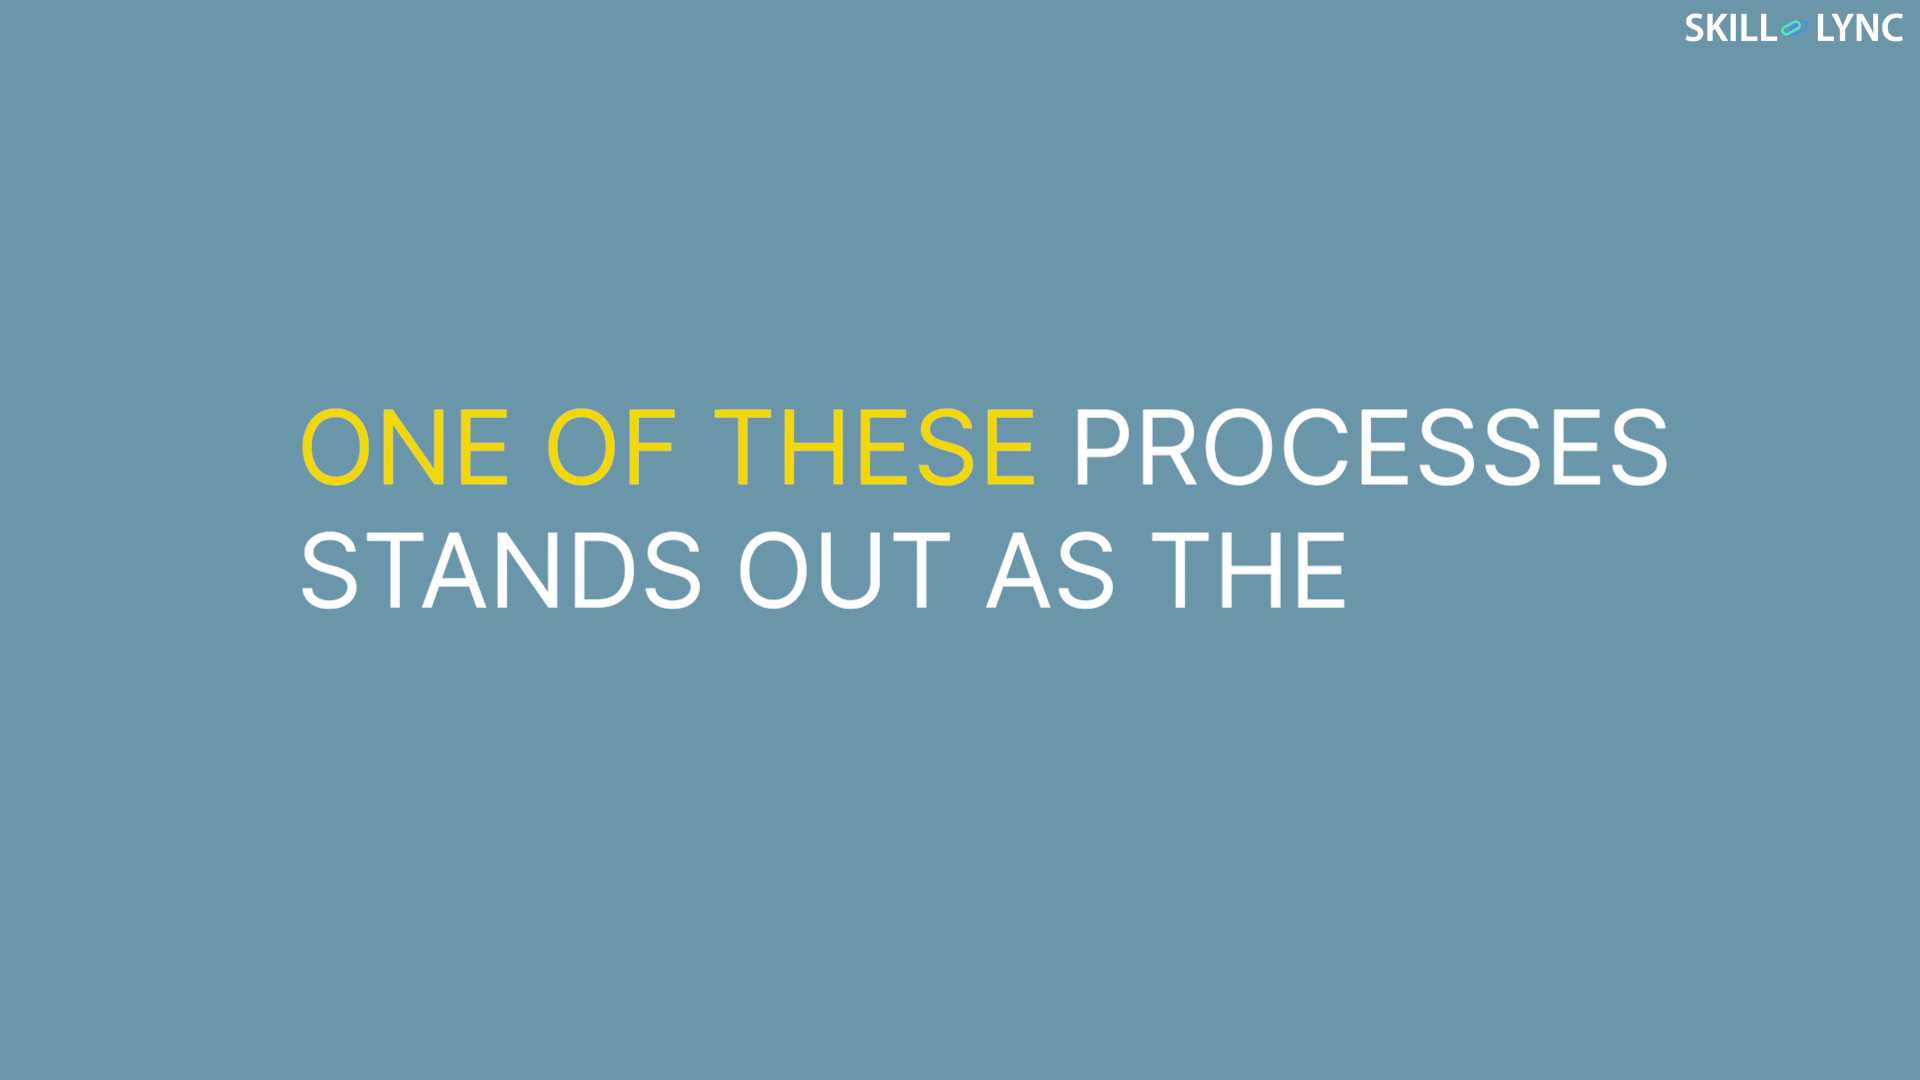 SKILL LYNC
ONE OF THESE PROCESSES
STANDS OUT AS THE